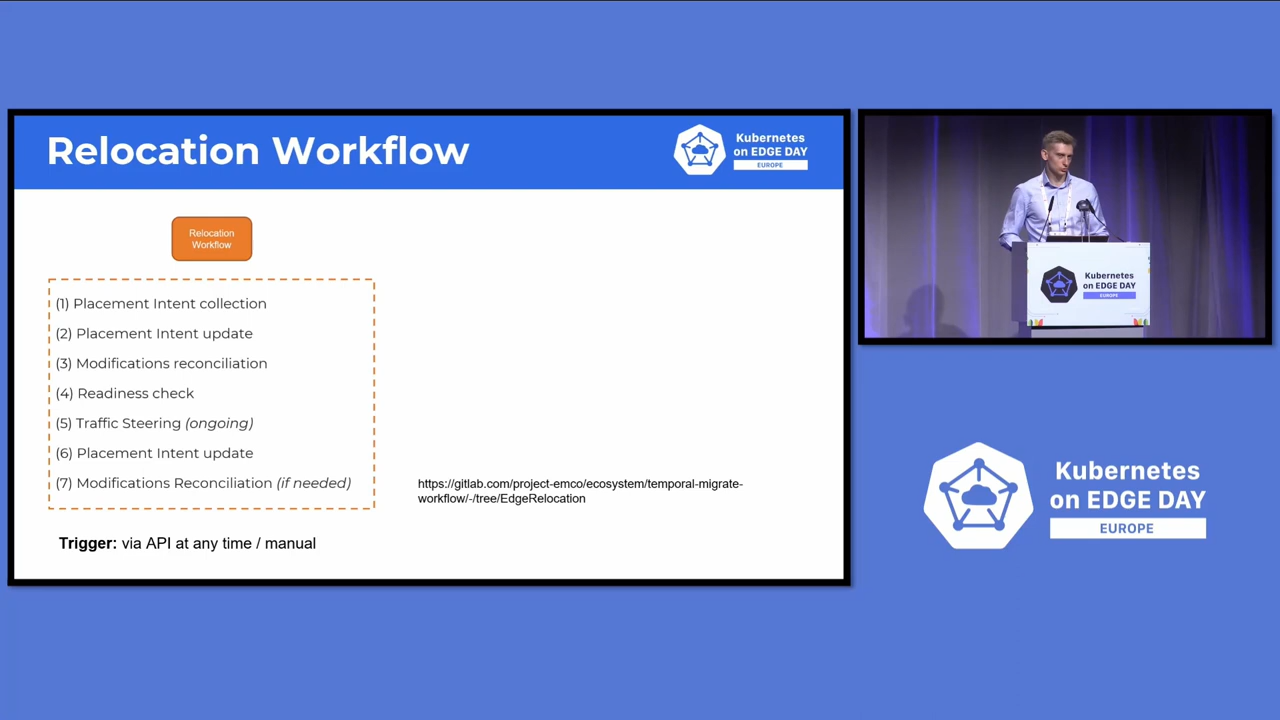 Relocation Workflow
Kubernetes
on EDGE DAY
EUROPE
Relocation
Workflow
(1) Placement Intent collection
(2) Placement Intent update
(3) Modifications reconciliation
(4) Readiness check
(5) Traffic Steering (ongoing)
(6) Placement Intent update
(7) Modifications Reconciliation (if needed)
https://gitlab.com/project-emco/ecosystem/temporal-migrate-
workflow/-/tree/EdgeRelocation
Trigger: via API at any time / manual
Kubernetes
on EDGE DAY
EUROPE
Kubernetes
on EDGE DAY
EUROPE